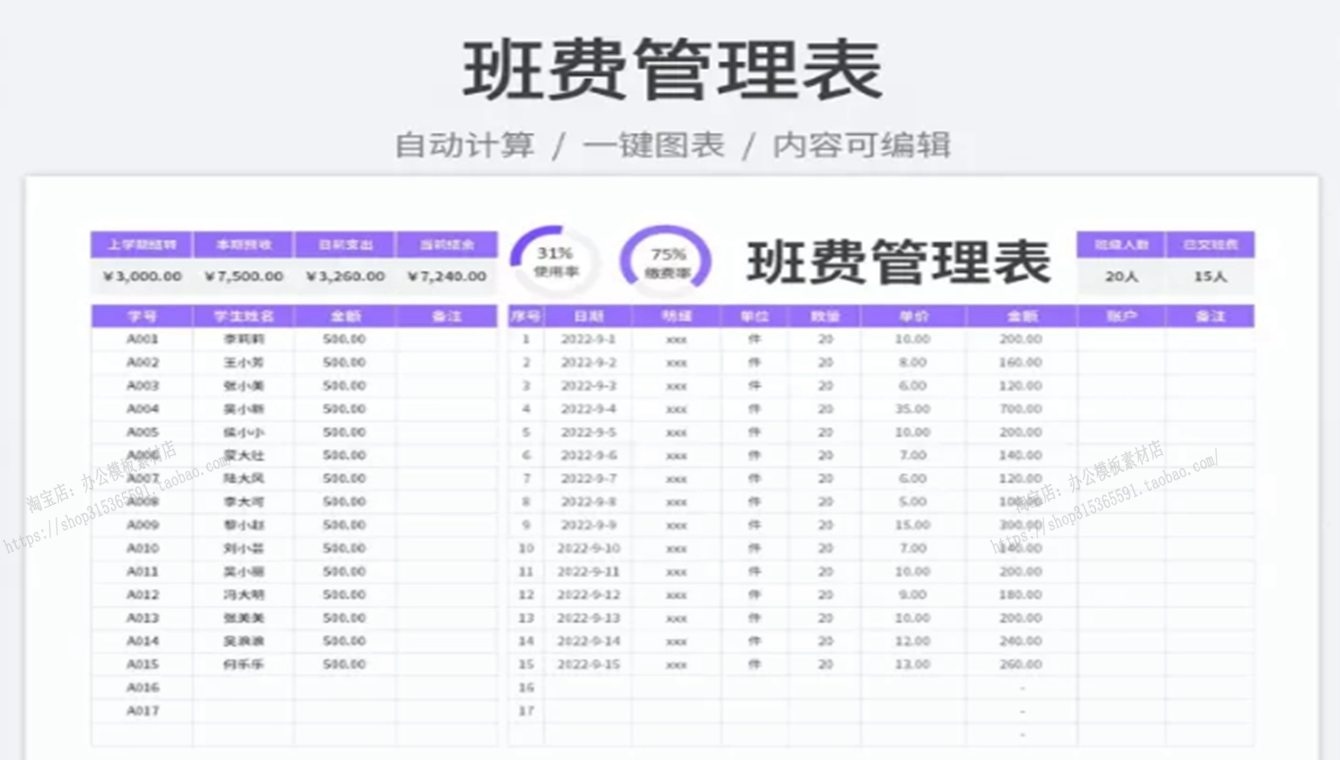 班费管理表
自动计算 / 一键图表 / 内容可编辑
上学期结转 本期预收 目前支出 当前结余
¥3,000.00 ¥7,500.00 ¥3,260.00 ¥7,240.00
31%
使用率
75%
缴费率
班费管理表
班级人数 已交班费
20人 15人
学号 学生姓名 金额 备注 序号 日期 明细 单位 数量 单价 金额 账户 备注
A001 李莉莉 500.00 1 2022-9-1 xxx 件 20 10.00 200.00
A002 王小芳 500.00 2 2022-9-2 xxx 件 20 8.00 160.00
A003 张小美 500.00 3 2022-9-3 xxx 件 20 6.00 120.00
A004 吴小新 500.00 4 2022-9-4 xxx 件 20 35.00 700.00
A005 侯小小 500.00 5 2022-9-5 xxx 件 20 10.00 200.00
A006 蒙大社 500.00 6 2022-9-6 xxx 件 20 7.00 140.00
A007 陆大风 500.00 7 2022-9-7 xxx 件 20 6.00 120.00
A008 李大可 500.00 8 2022-9-8 xxx 件 20 5.00 100.00
A009 黎小赵 500.00 9 2022-9-9 xxx 件 20 15.00 300.00
A010 刘小芸 500.00 10 2022-9-10 xxx 件 20 7.00 140.00
A011 吴小丽 500.00 11 2022-9-11 xxx 件 20 10.00 200.00
A012 冯大明 500.00 12 2022-9-12 xxx 件 20 9.00 180.00
A013 张美美 500.00 13 2022-9-13 xxx 件 20 10.00 200.00
A014 吴浪浪 500.00 14 2022-9-14 xxx 件 20 12.00 240.00
A015 何乐乐 500.00 15 2022-9-15 xxx 件 20 13.00 260.00
A016 16 -
A017 17 -
-
淘宝店：办公模板素材店
https://shop315365591.taobao.com/
淘宝店：办公模板素材店
https://shop315365591.taobao.com/